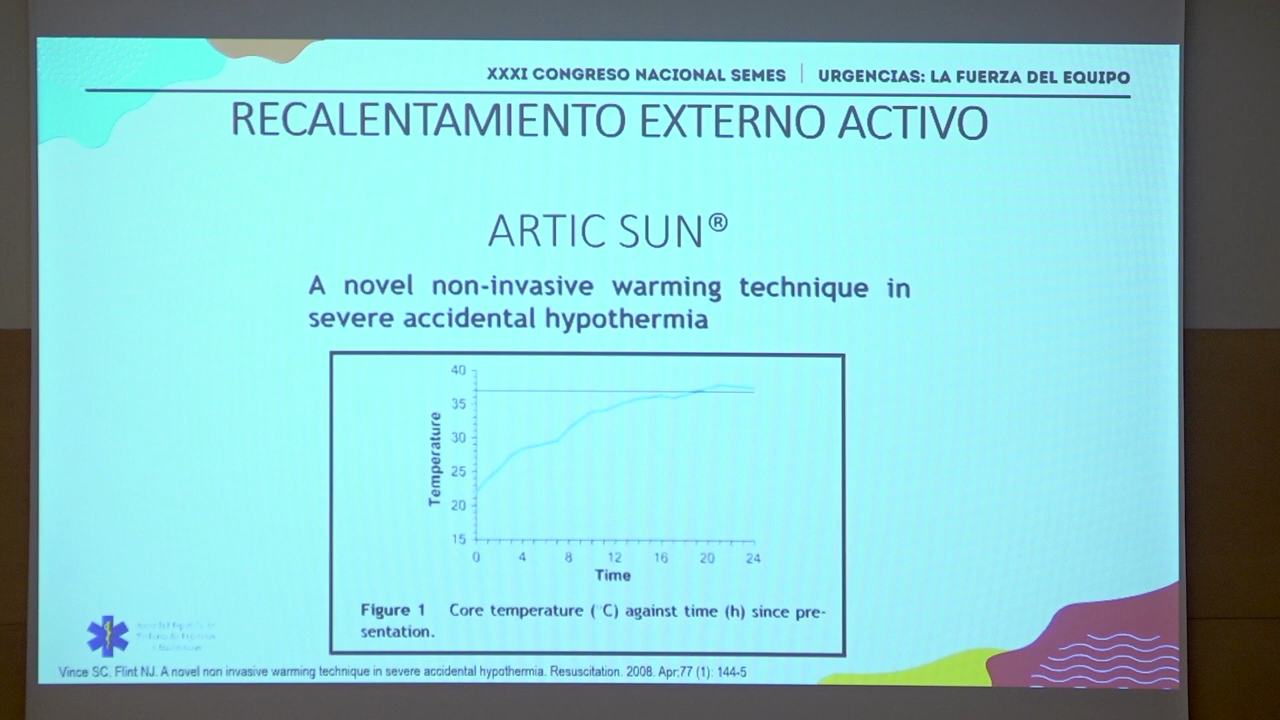 XXXI CONGRESO NACIONAL SEMES | URGENCIAS: LA FUERZA DEL EQUIPO
RECALENTAMIENTO EXTERNO ACTIVO
ARTIC SUN®
A novel non-invasive warming technique in
severe accidental hypothermia
40
35
30
25
20
15
Temperature
0 4 8 12 16 20 24
Time
Figure 1 Core temperature (°C) against time (h) since pre-
sentation.
Vince SC, Flint NJ. A novel non invasive warming technique in severe accidental hypothermia. Resuscitation. 2008. Apr;77 (1): 144-5